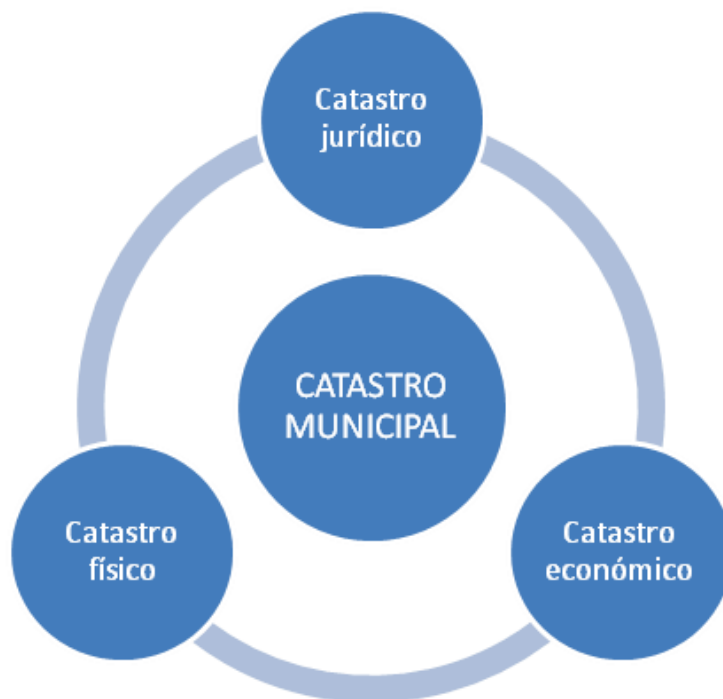 Catastro
jurídico
CATASTRO
MUNICIPAL
Catastro
físico
Catastro
económico